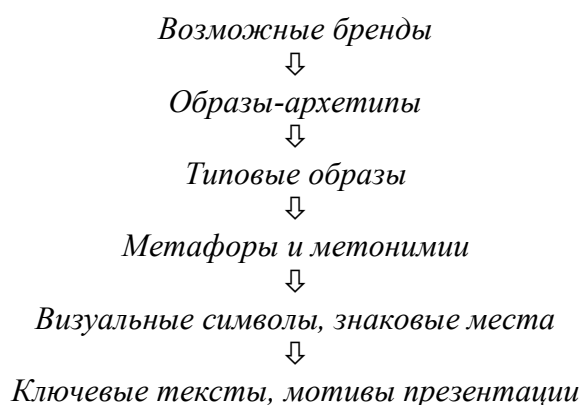 Возможные бренды
⇩
Образы-архетипы
⇩
Типовые образы
⇩
Метафоры и метонимии
⇩
Визуальные символы, знаковые места
⇩
Ключевые тексты, мотивы презентации